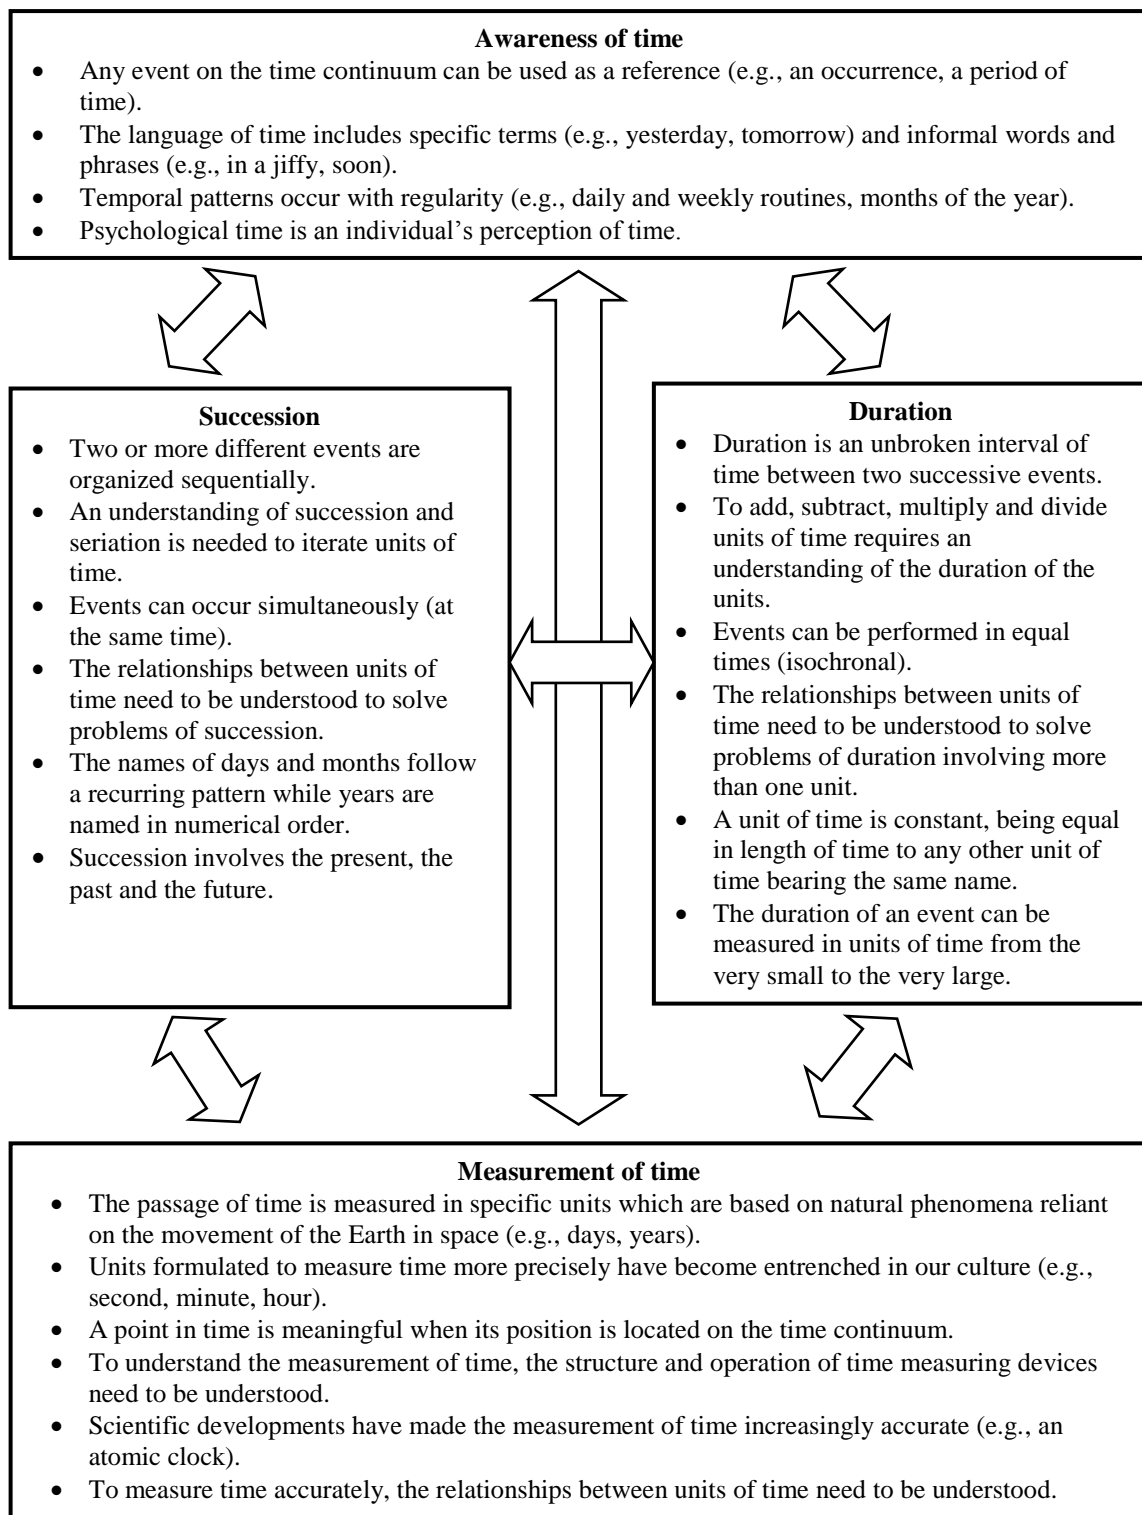 Awareness of time
• Any event on the time continuum can be used as a reference (e.g., an occurrence, a period of
time).
• The language of time includes specific terms (e.g., yesterday, tomorrow) and informal words and
phrases (e.g., in a jiffy, soon).
• Temporal patterns occur with regularity (e.g., daily and weekly routines, months of the year).
• Psychological time is an individual’s perception of time.
Succession
• Two or more different events are
organized sequentially.
• An understanding of succession and
seriation is needed to iterate units of
time.
• Events can occur simultaneously (at
the same time).
• The relationships between units of
time need to be understood to solve
problems of succession.
• The names of days and months follow
a recurring pattern while years are
named in numerical order.
• Succession involves the present, the
past and the future.
Duration
• Duration is an unbroken interval of
time between two successive events.
• To add, subtract, multiply and divide
units of time requires an
understanding of the duration of the
units.
• Events can be performed in equal
times (isochronal).
• The relationships between units of
time need to be understood to solve
problems of duration involving more
than one unit.
• A unit of time is constant, being equal
in length of time to any other unit of
time bearing the same name.
• The duration of an event can be
measured in units of time from the
very small to the very large.
Measurement of time
• The passage of time is measured in specific units which are based on natural phenomena reliant
on the movement of the Earth in space (e.g., days, years).
• Units formulated to measure time more precisely have become entrenched in our culture (e.g.,
second, minute, hour).
• A point in time is meaningful when its position is located on the time continuum.
• To understand the measurement of time, the structure and operation of time measuring devices
need to be understood.
• Scientific developments have made the measurement of time increasingly accurate (e.g., an
atomic clock).
• To measure time accurately, the relationships between units of time need to be understood.